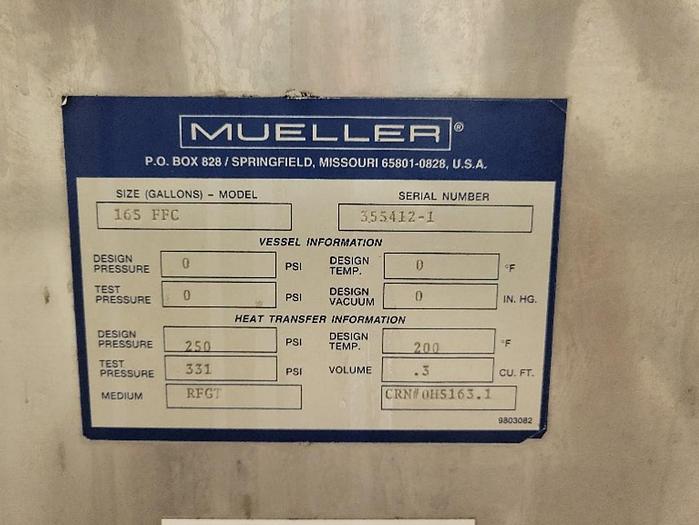 MUELLER®
P.O. BOX 828 / SPRINGFIELD, MISSOURI 65801-0828, U.S.A.
SIZE (GALLONS) – MODEL SERIAL NUMBER
165 FFC 355412-1
VESSEL INFORMATION
DESIGN PRESSURE 0 PSI DESIGN TEMP. 0 °F
TEST PRESSURE 0 PSI DESIGN VACUUM 0 IN. HG.
HEAT TRANSFER INFORMATION
DESIGN PRESSURE 250 PSI DESIGN TEMP. 200 °F
TEST PRESSURE 331 PSI VOLUME .3 CU. FT.
MEDIUM RFGT CRN#0H5163.1
9803082